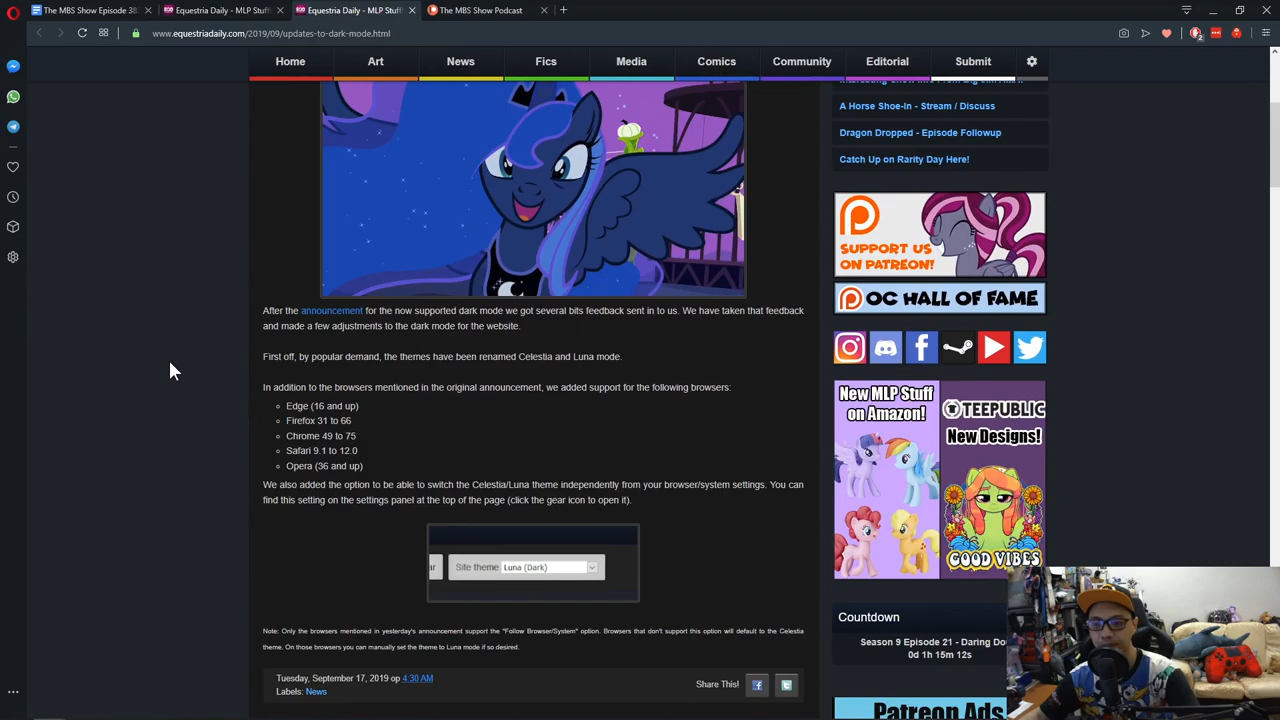 The MBS Show Episode 38
Equestria Daily - MLP Stuff
Equestria Daily - MLP Stuff
The MBS Show Podcast
www.equestriadaily.com/2019/09/updates-to-dark-mode.html
2
Home
Art
News
Fics
Media
Comics
Community
Editorial
Submit
A Horse Shoe-In - Stream / Discuss
Dragon Dropped - Episode Followup
Catch Up on Rarity Day Here!
SUPPORT US
ON PATREON!
OC HALL OF FAME
After the announcement for the now supported dark mode we got several bits feedback sent in to us. We have taken that feedback
and made a few adjustments to the dark mode for the website.
First off, by popular demand, the themes have been renamed Celestia and Luna mode.
In addition to the browsers mentioned in the original announcement, we added support for the following browsers:
Edge (16 and up)
Firefox 31 to 66
Chrome 49 to 75
Safari 9.1 to 12.0
Opera (36 and up)
We also added the option to be able to switch the Celestia/Luna theme independently from your browser/system settings. You can
find this setting on the settings panel at the top of the page (click the gear icon to open it).
ar
Site theme Luna (Dark)
Note: Only the browsers mentioned in yesterday's announcement support the "Follow Browser/System" option. Browsers that don't support this option will default to the Celestia
theme. On those browsers you can manually set the theme to Luna mode if so desired.
Tuesday, September 17, 2019 @ 4:30 AM
Labels: News
Share This!
New MLP Stuff
on Amazon!
TEEPUBLIC
New Designs!
GOOD VIBES
Countdown
Season 9 Episode 21 - Daring Do
0d 1h 15m 12s
Patreon Ads